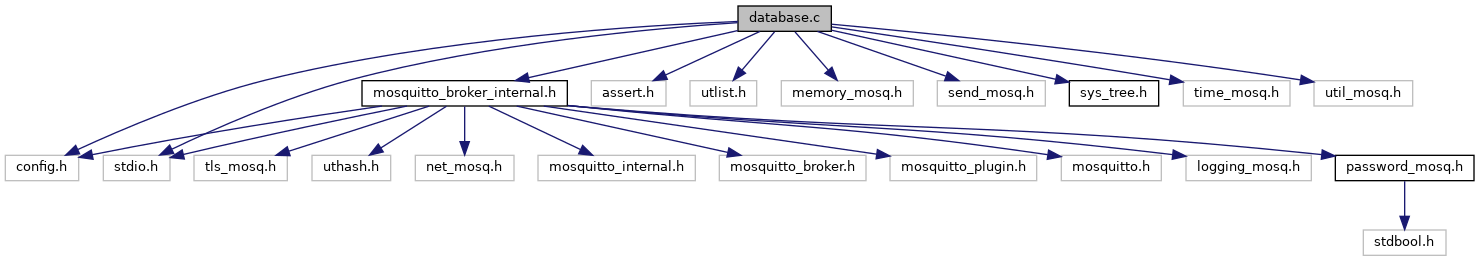 database.c
mosquitto_broker_internal.h
assert.h
utlist.h
memory_mosq.h
send_mosq.h
sys_tree.h
time_mosq.h
util_mosq.h
config.h
stdio.h
tls_mosq.h
uthash.h
net_mosq.h
mosquitto_internal.h
mosquitto_broker.h
mosquitto_plugin.h
mosquitto.h
logging_mosq.h
password_mosq.h
stdbool.h